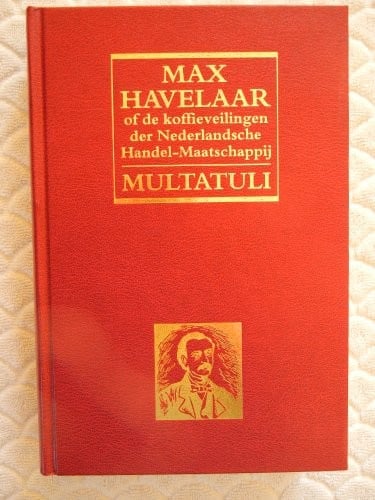 MAX
HAVELAAR
of de koffieveilingen
der Nederlandsche
Handel-Maatschappij
MULTATULI